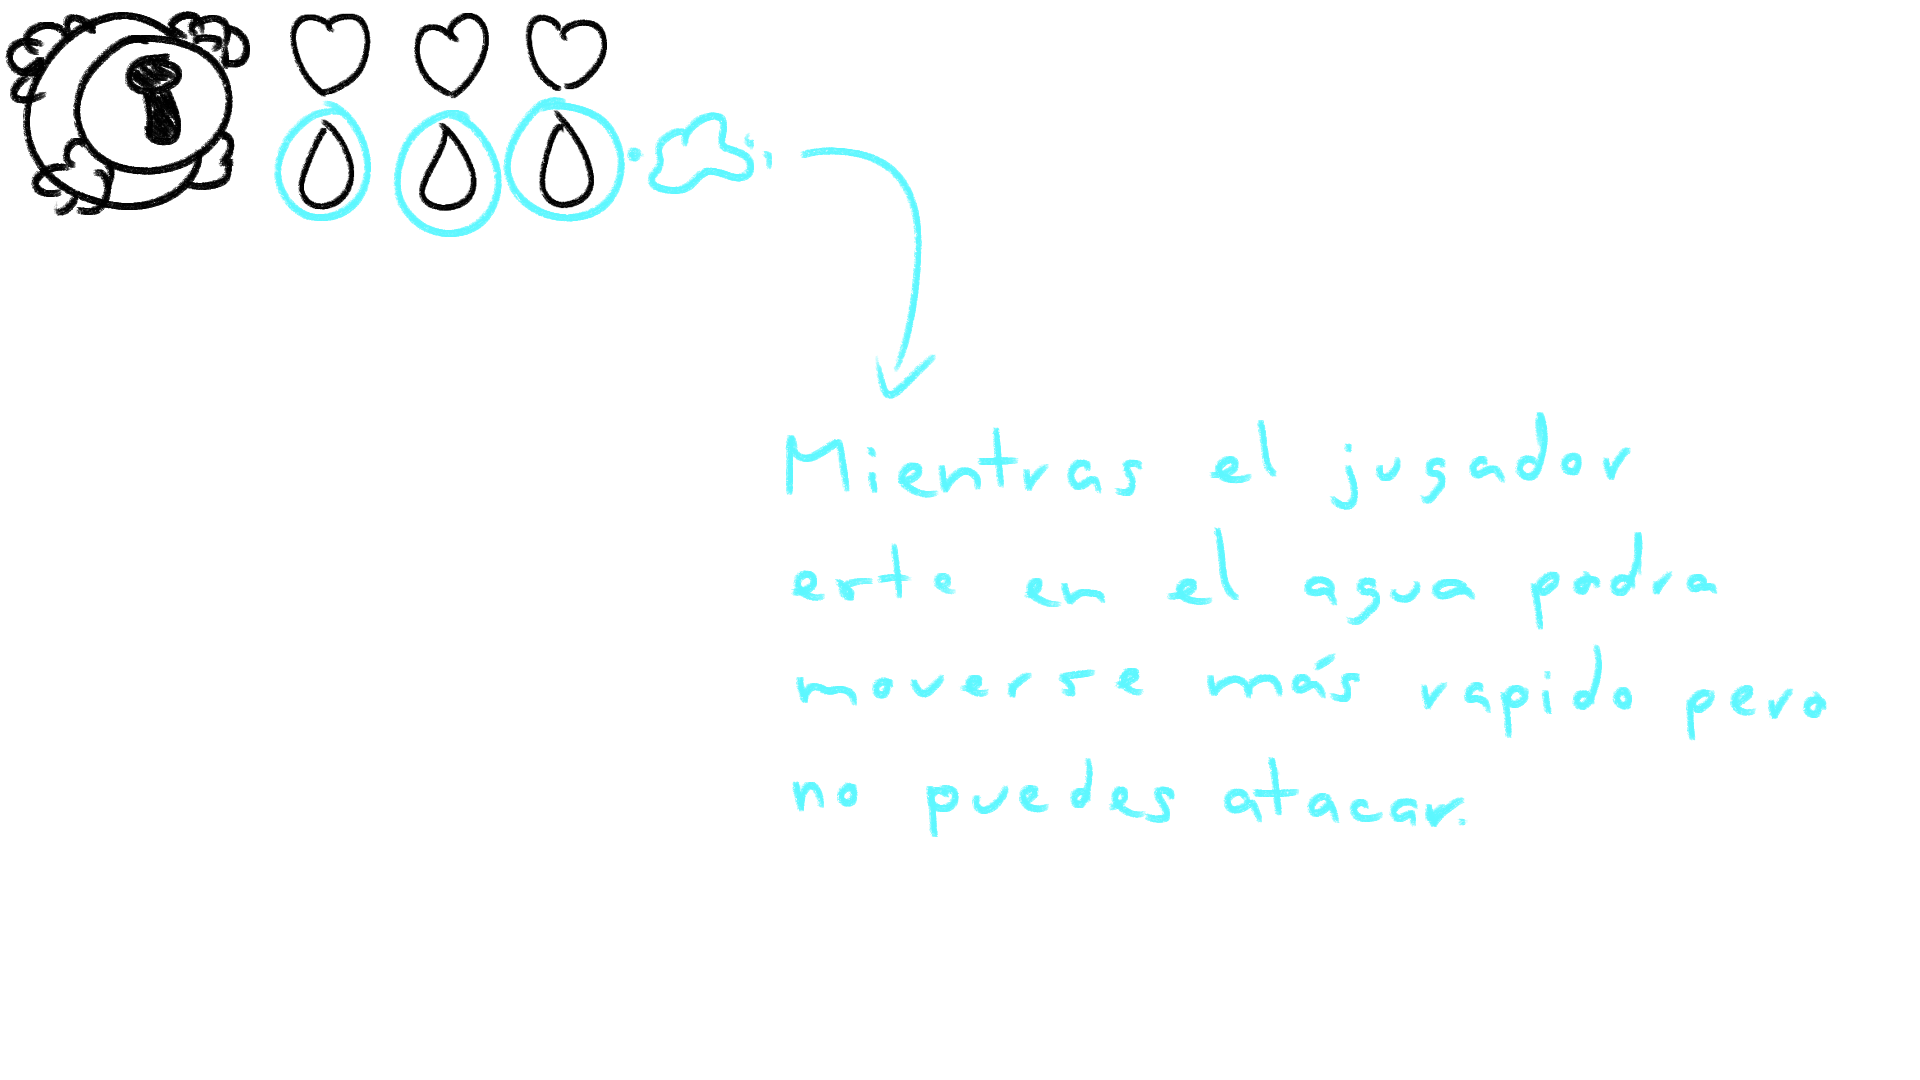 Mientras el jugador
este en el agua podra
moverse más rapido pero
no puedes atacar.